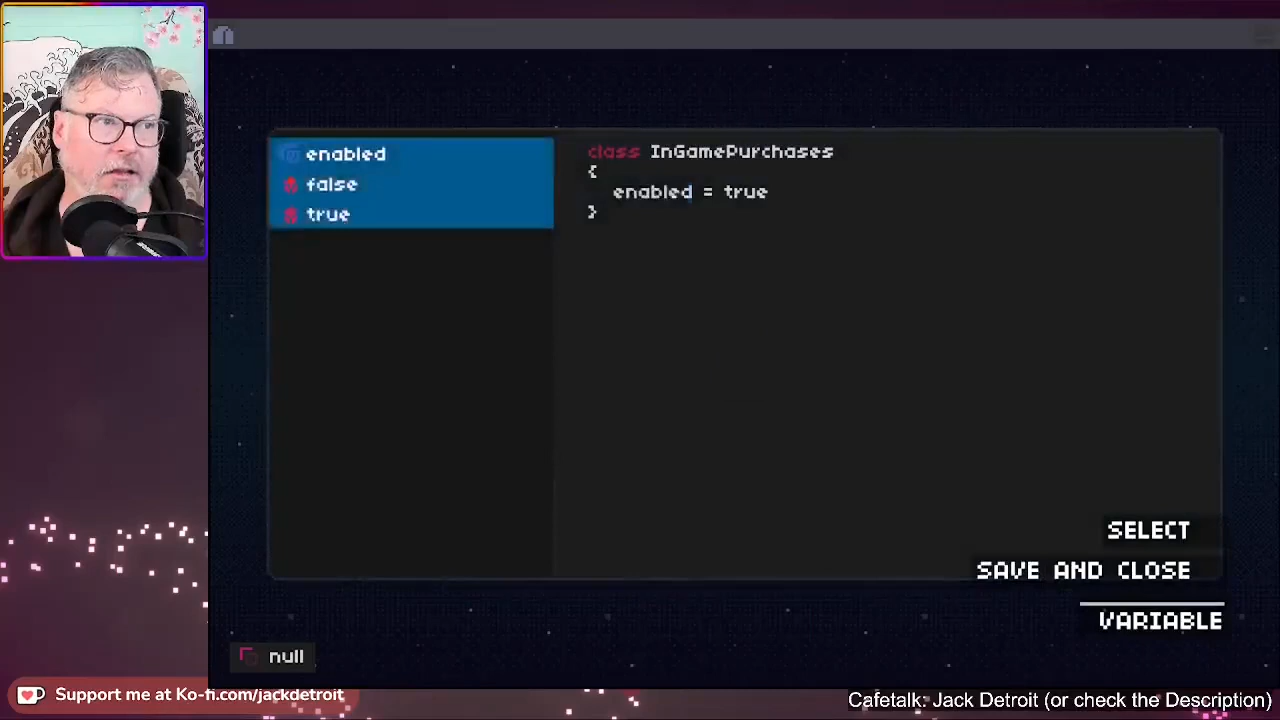 enabled
false
true
class InGamePurchases
{
enabled = true
}
SELECT
SAVE AND CLOSE
VARIABLE
null
Support me at Ko-fi.com/jackdetroit
Cafetalk: Jack Detroit (or check the Description)